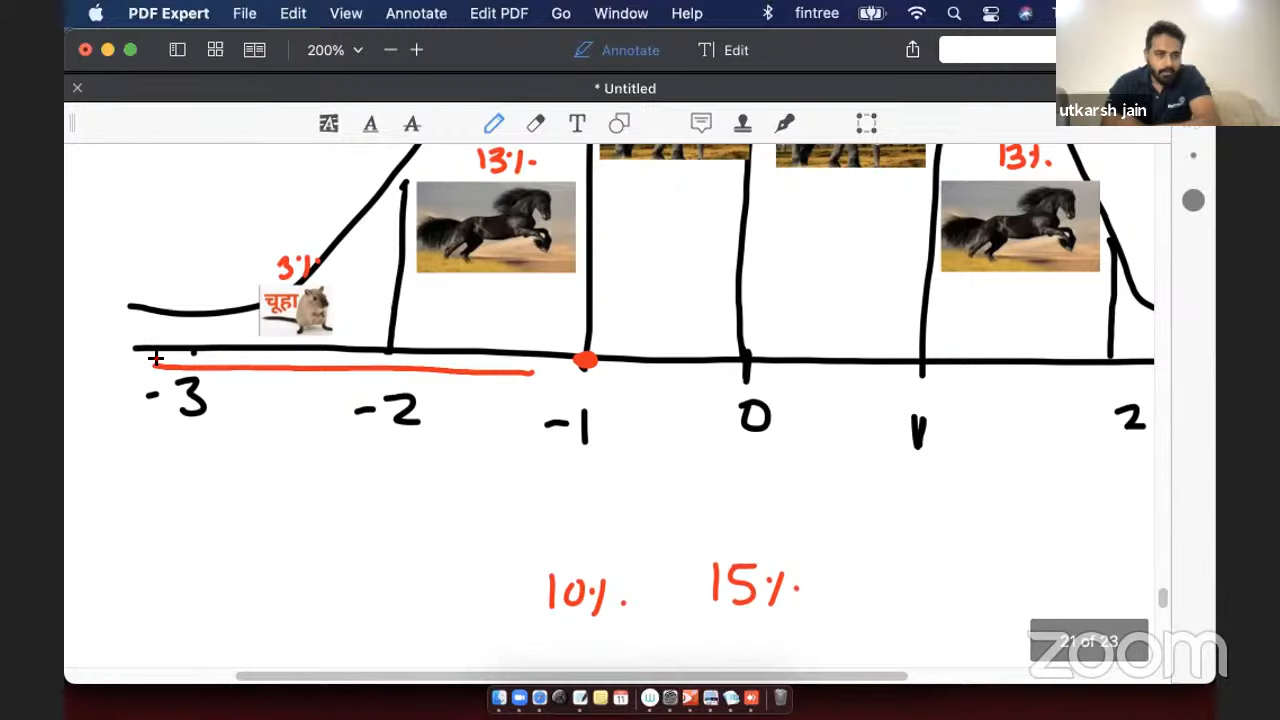 PDF Expert File Edit View Annotate Edit PDF Go Window Help fintree
200% Annotate T Edit
* Untitled
utkarsh jain
13%. 13%.
3%.
चूहा
-3 -2 -1 0 1 2
10%. 15%.
21 of 23
zoom